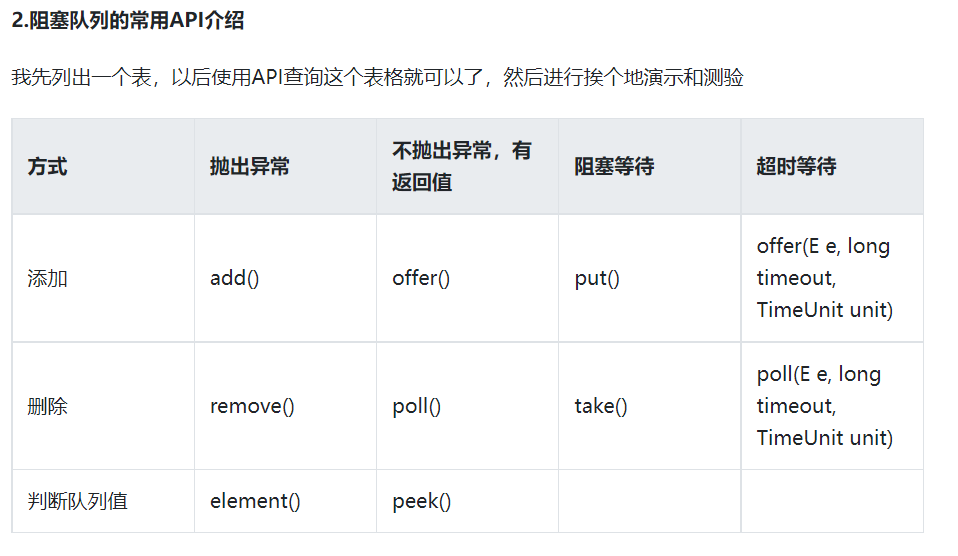 2.阻塞队列的常用API介绍
我先列出一个表，以后使用API查询这个表格就可以了，然后进行挨个地演示和测验
方式
抛出异常
不抛出异常，有
返回值
阻塞等待
超时等待
添加
add()
offer()
put()
offer(E e, long
timeout,
TimeUnit unit)
删除
remove()
poll()
take()
poll(E e, long
timeout,
TimeUnit unit)
判断队列值
element()
peek()